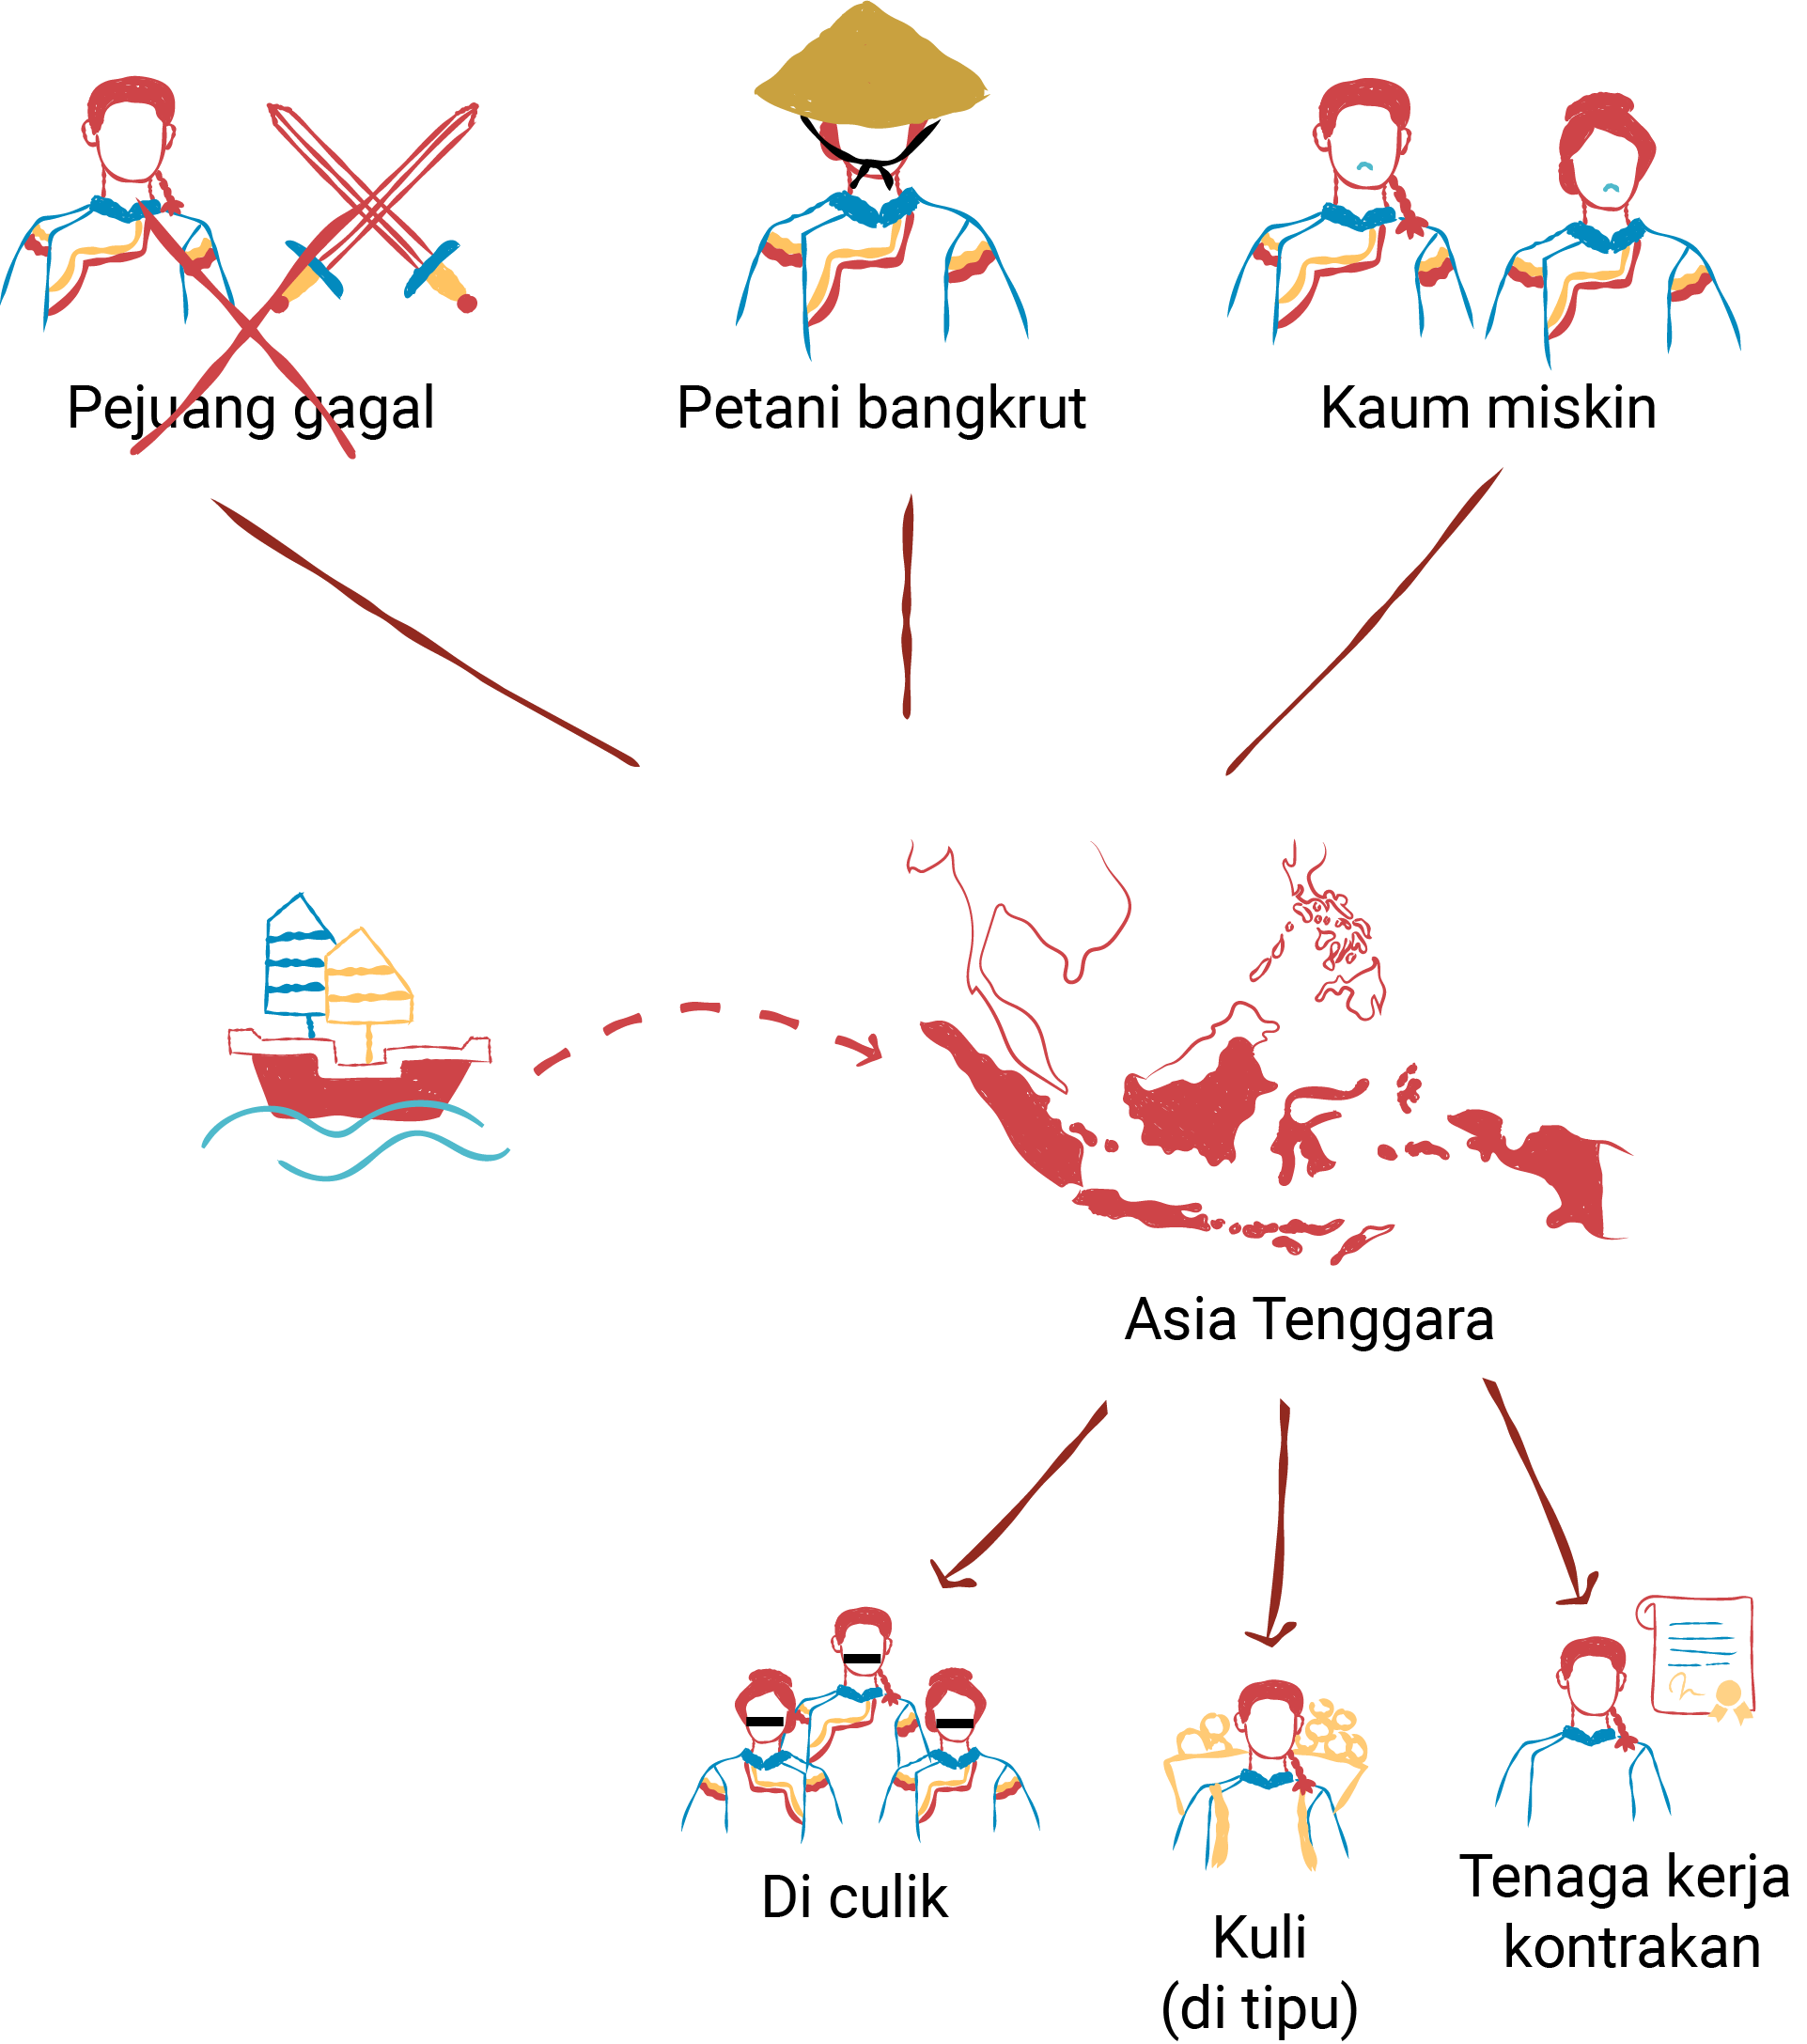 Pejuang gagal
Petani bangkrut
Kaum miskin
Asia Tenggara
Di culik
Kuli
(di tipu)
Tenaga kerja
kontrakan